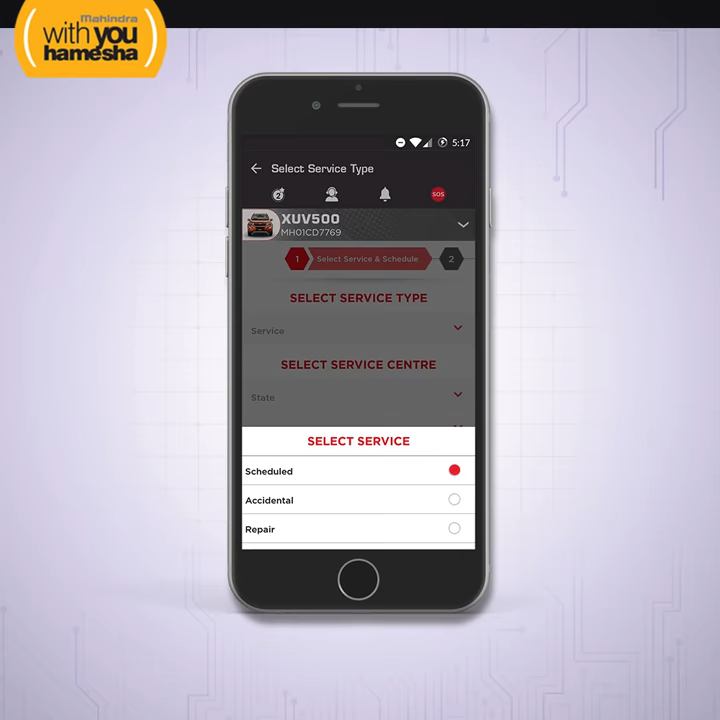 Mahindra
with you
hamesha
5:17
Select Service Type
2
SOS
XUV500
MH01CD7769
1 Select Service & Schedule 2
SELECT SERVICE TYPE
Service
SELECT SERVICE CENTRE
State
SELECT SERVICE
Scheduled
Accidental
Repair